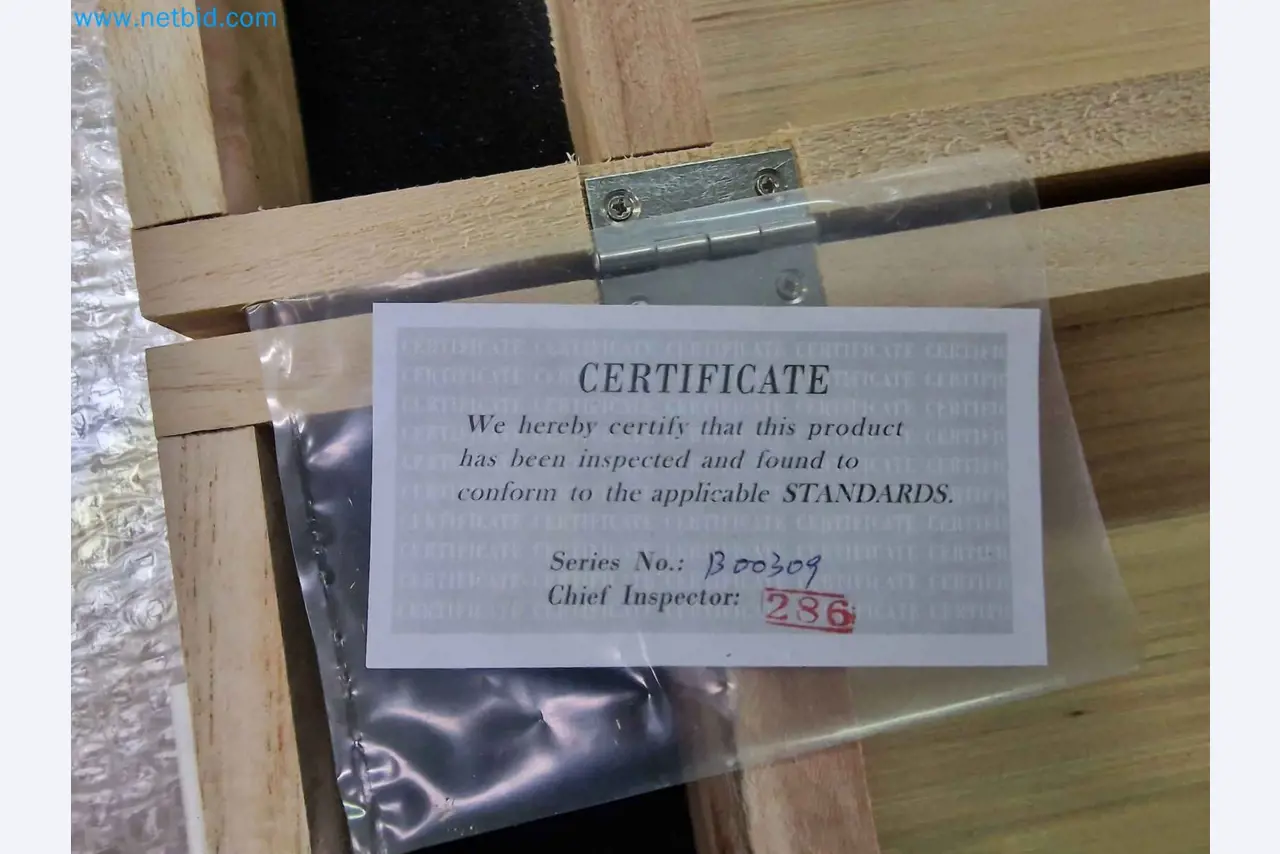 www.netbid.com
CERTIFICATE
We hereby certify that this product
has been inspected and found to
conform to the applicable STANDARDS.
Series No.: B00309
Chief Inspector: 286